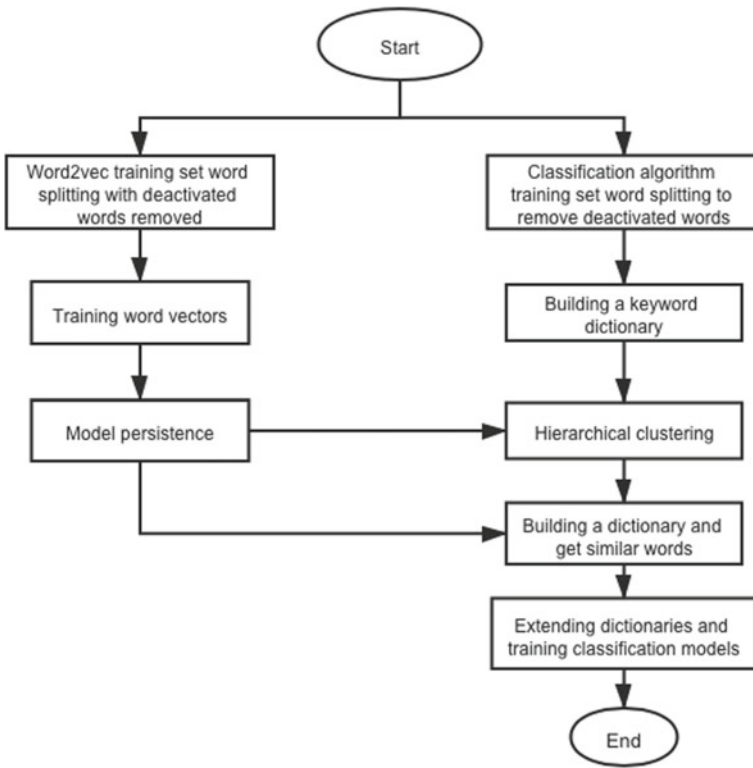 Start
Word2vec training set word
splitting with deactivated
words removed
Classification algorithm
training set word splitting to
remove deactivated words
Training word vectors
Building a keyword
dictionary
Model persistence
Hierarchical clustering
Building a dictionary and
get similar words
Extending dictionaries and
training classification models
End